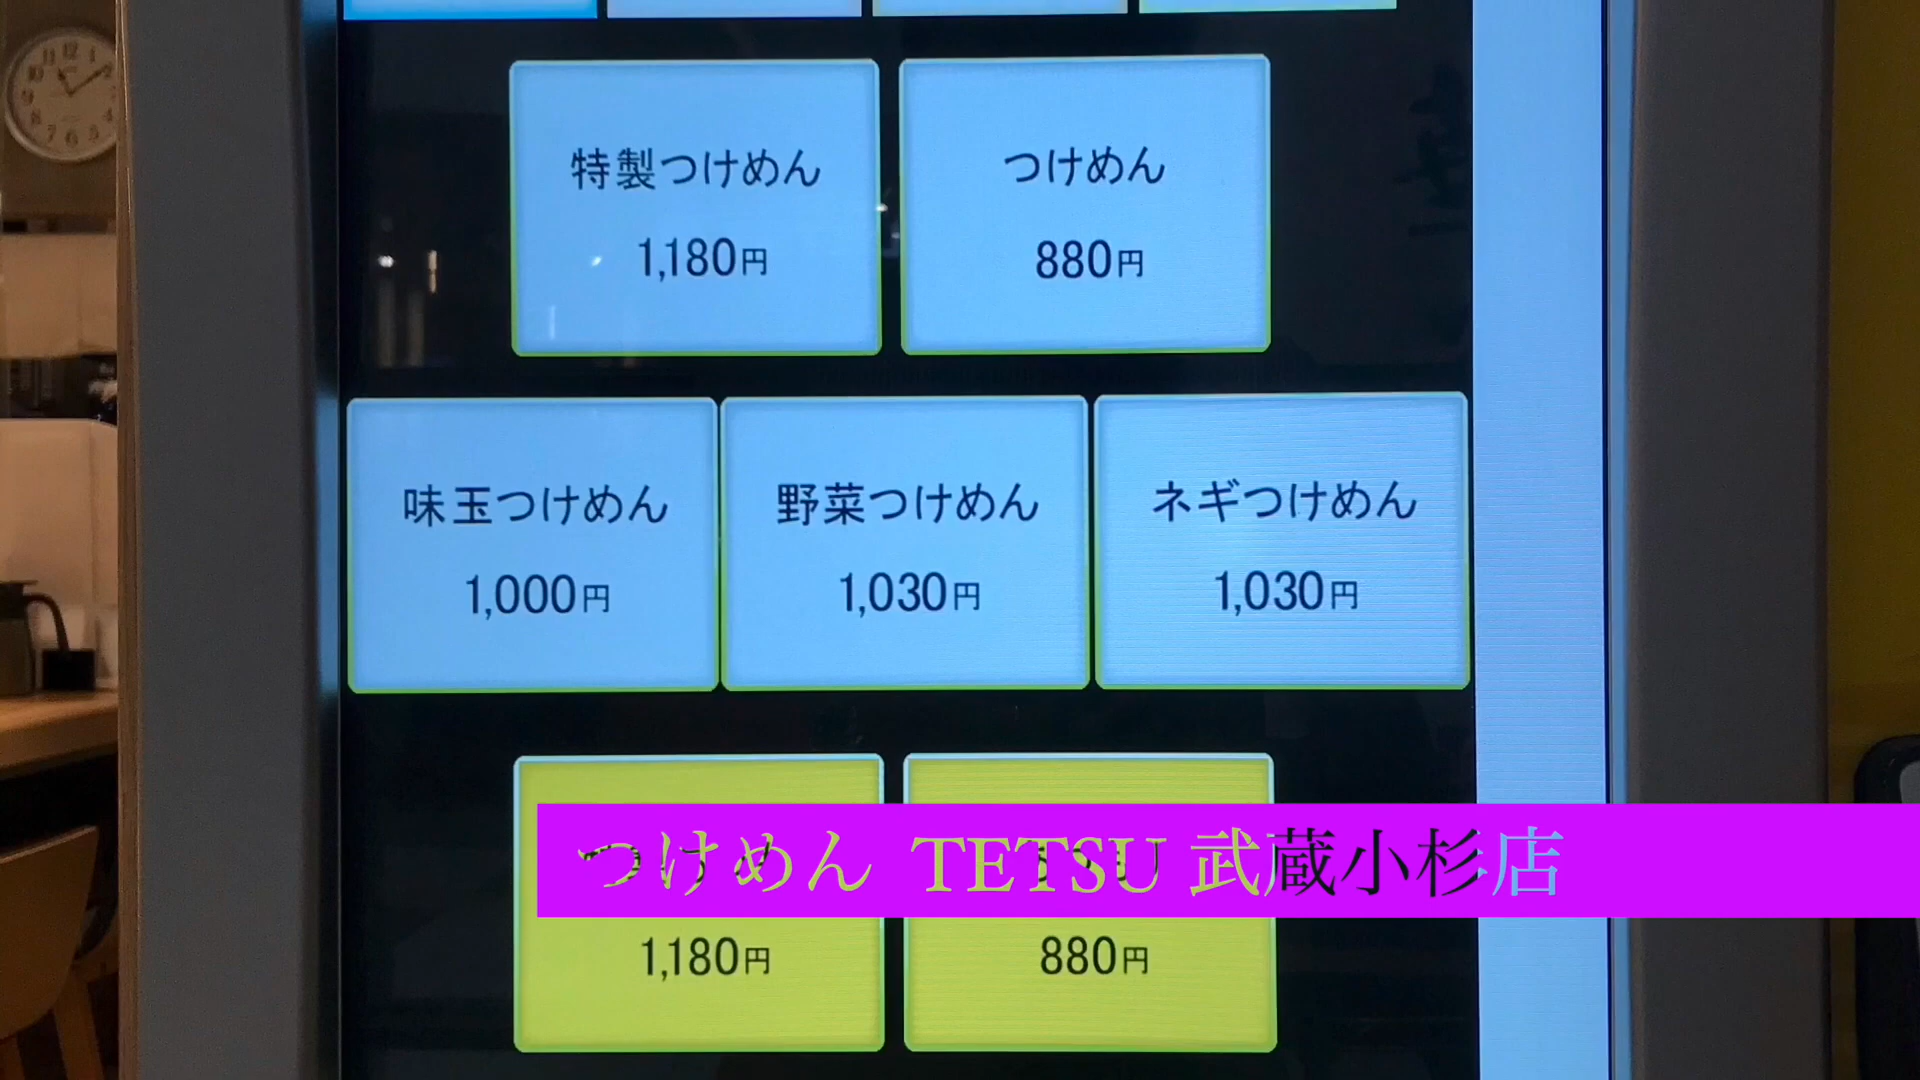 特製つけめん
1,180円
つけめん
880円
味玉つけめん
1,000円
野菜つけめん
1,030円
ネギつけめん
1,030円
つけめん TETSU 武蔵小杉店
1,180円
880円